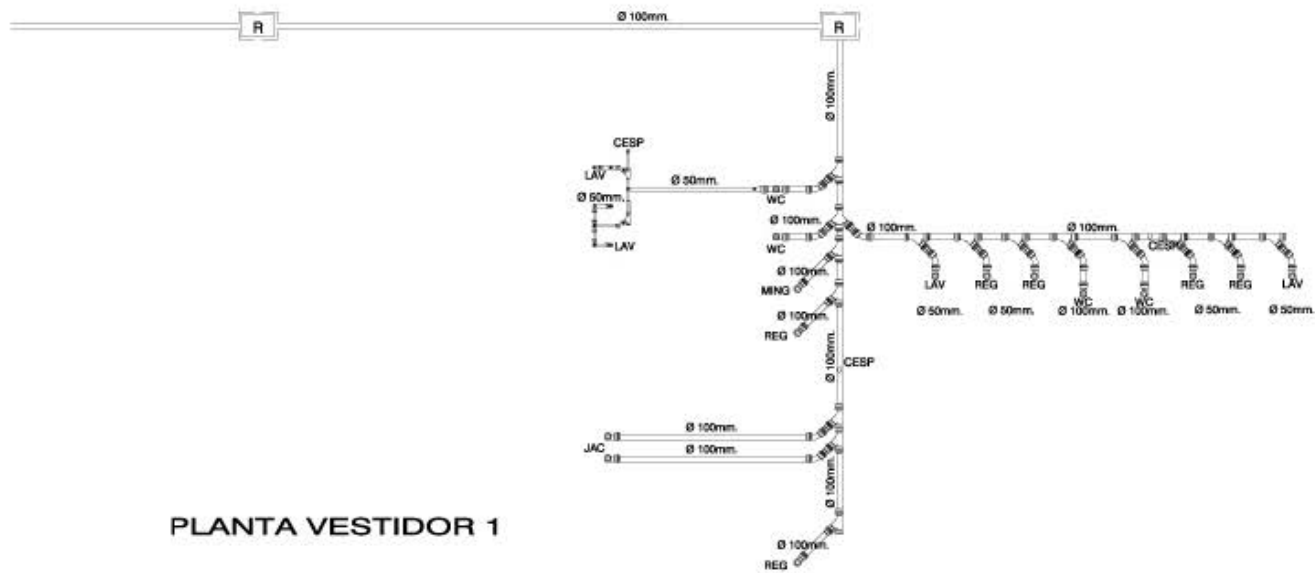 Ø 100mm.
R
R
Ø 100mm.
CESP
LAV
Ø 50mm.
Ø 50mm.
WC
LAV
Ø 100mm.
WC
Ø 100mm.
Ø 100mm.
CESP
Ø 100mm.
MING
LAV
REG
REG
WC
WC
REG
REG
LAV
Ø 50mm.
Ø 50mm.
Ø 100mm.
Ø 100mm.
Ø 50mm.
Ø 50mm.
Ø 100mm.
REG
Ø 100mm.
CESP
Ø 100mm.
JAC
Ø 100mm.
Ø 100mm.
PLANTA VESTIDOR 1
Ø 100mm.
REG